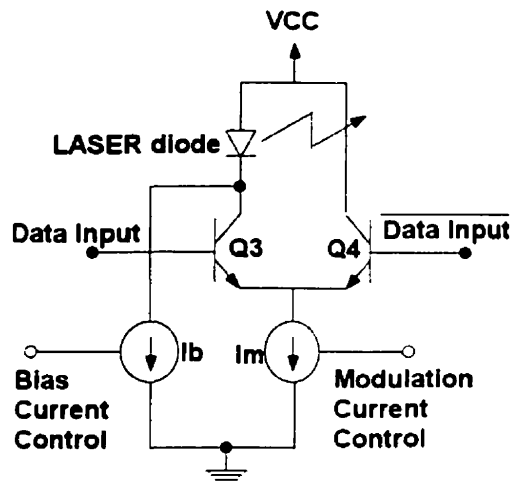 VCC
LASER diode
Data Input
Q3
Q4
Data Input
Ib
Im
Bias
Current
Control
Modulation
Current
Control